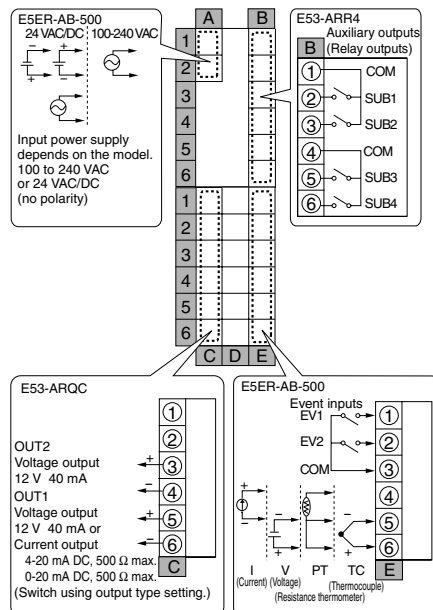 E5ER-AB-500
24 VAC/DC 100-240 VAC
− + 
+ −
Input power supply
depends on the model.
100 to 240 VAC
or 24 VAC/DC
(no polarity)
A B
1
2
3
4
5
6
1
2
3
4
5
6
C D E
E53-ARR4
Auxiliary outputs
(Relay outputs)
B
1 COM
2 SUB1
3 SUB2
4 COM
5 SUB3
6 SUB4
E53-ARQC
1
2
OUT2
Voltage output + 3
12 V 40 mA − 4
OUT1
Voltage output + 5
12 V 40 mA or
Current output − 6
4-20 mA DC, 500 Ω max.
0-20 mA DC, 500 Ω max. C
(Switch using output type setting.)
E5ER-AB-500
Event inputs
EV1 1
EV2 2
COM 3
4
5
6
+ − − −
− + +
I V PT TC E
(Current) (Voltage) (Thermocouple)
(Resistance thermometer)